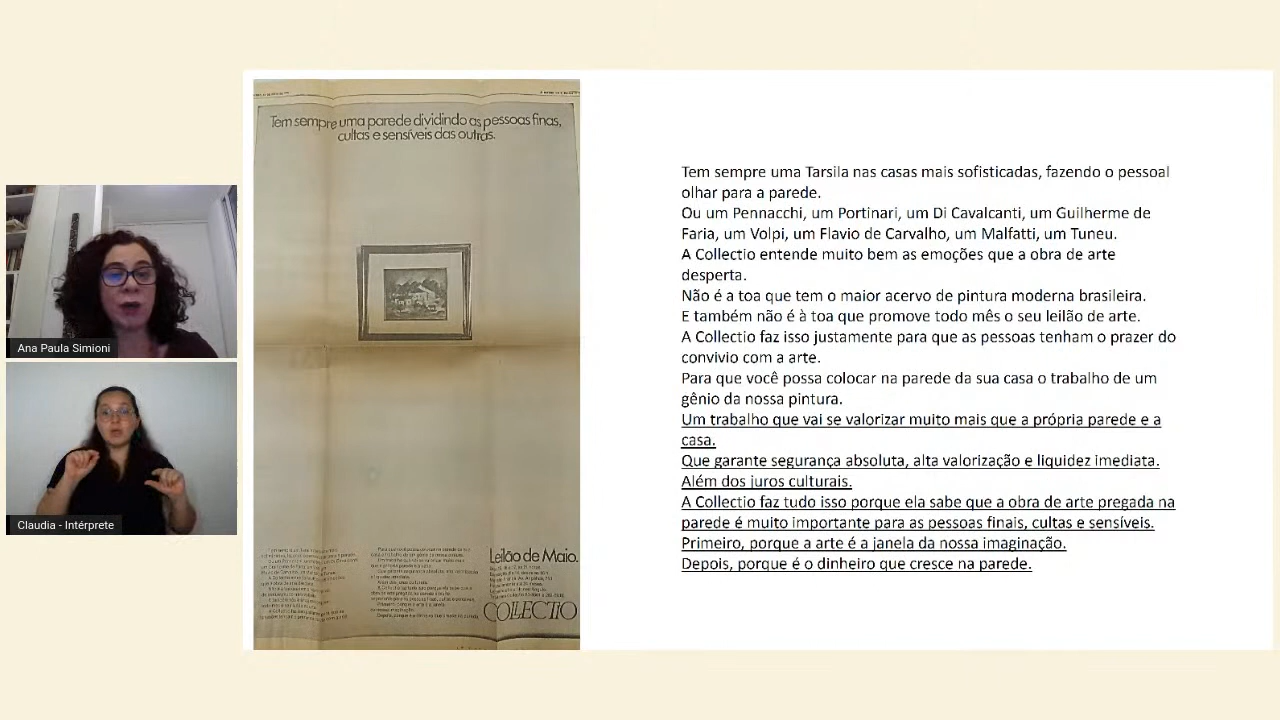 Tem sempre uma parede dividindo as pessoas finas,
cultas e sensíveis das outras.
Leilão de Maio.
COLLECTIO
Ana Paula Simioni
Claudia - Intérprete
Tem sempre uma Tarsila nas casas mais sofisticadas, fazendo o pessoal
olhar para a parede.
Ou um Pennacchi, um Portinari, um Di Cavalcanti, um Guilherme de
Faria, um Volpi, um Flavio de Carvalho, um Malfatti, um Tuneu.
A Collectio entende muito bem as emoções que a obra de arte
desperta.
Não é a toa que tem o maior acervo de pintura moderna brasileira.
E também não é à toa que promove todo mês o seu leilão de arte.
A Collectio faz isso justamente para que as pessoas tenham o prazer do
convivio com a arte.
Para que você possa colocar na parede da sua casa o trabalho de um
gênio da nossa pintura.
Um trabalho que vai se valorizar muito mais que a própria parede e a
casa.
Que garante segurança absoluta, alta valorização e liquidez imediata.
Além dos juros culturais.
A Collectio faz tudo isso porque ela sabe que a obra de arte pregada na
parede é muito importante para as pessoas finais, cultas e sensíveis.
Primeiro, porque a arte é a janela da nossa imaginação.
Depois, porque é o dinheiro que cresce na parede.